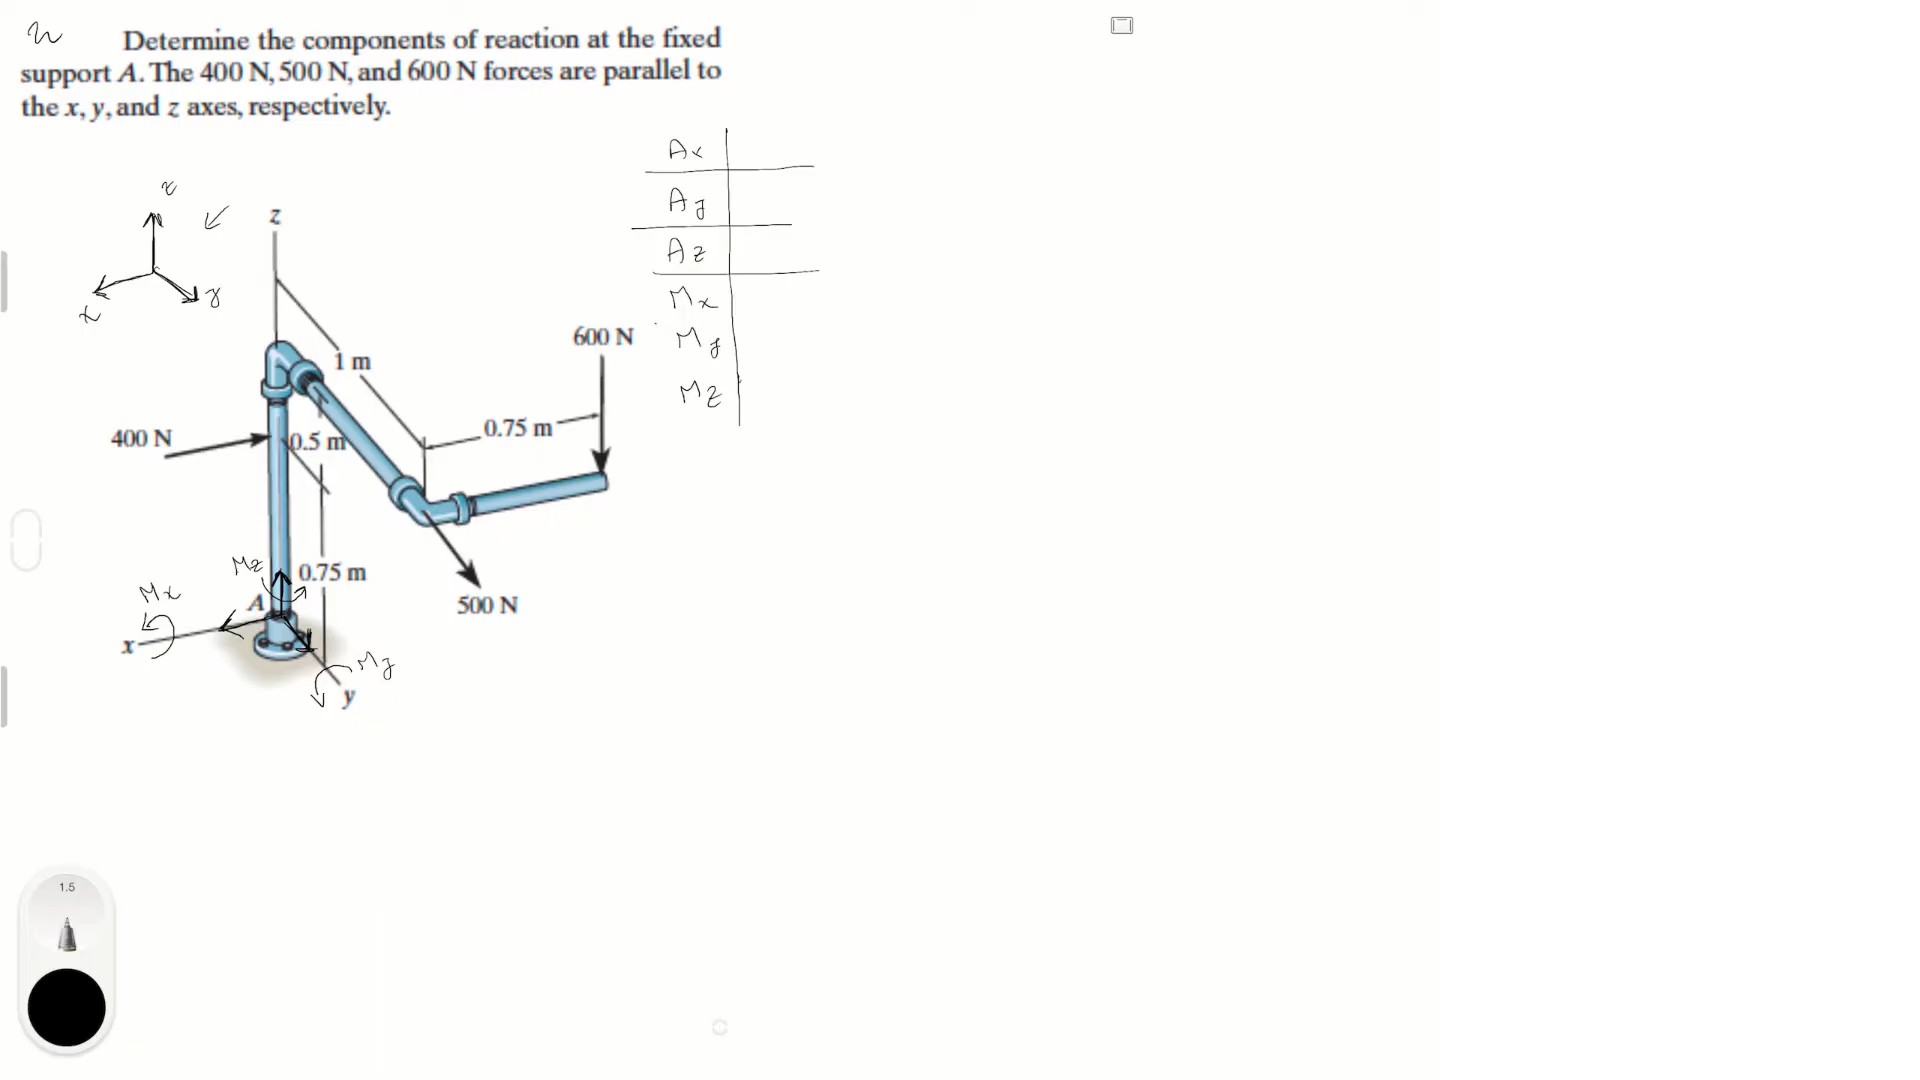 Determine the components of reaction at the fixed
support A. The 400 N, 500 N, and 600 N forces are parallel to
the x, y, and z axes, respectively.
Ax
Ay
Az
Mx
My
Mz
z
x
y
z
1 m
600 N
0.75 m
400 N
0.5 m
Mz
0.75 m
Mx
A
500 N
x
My
y
1.5